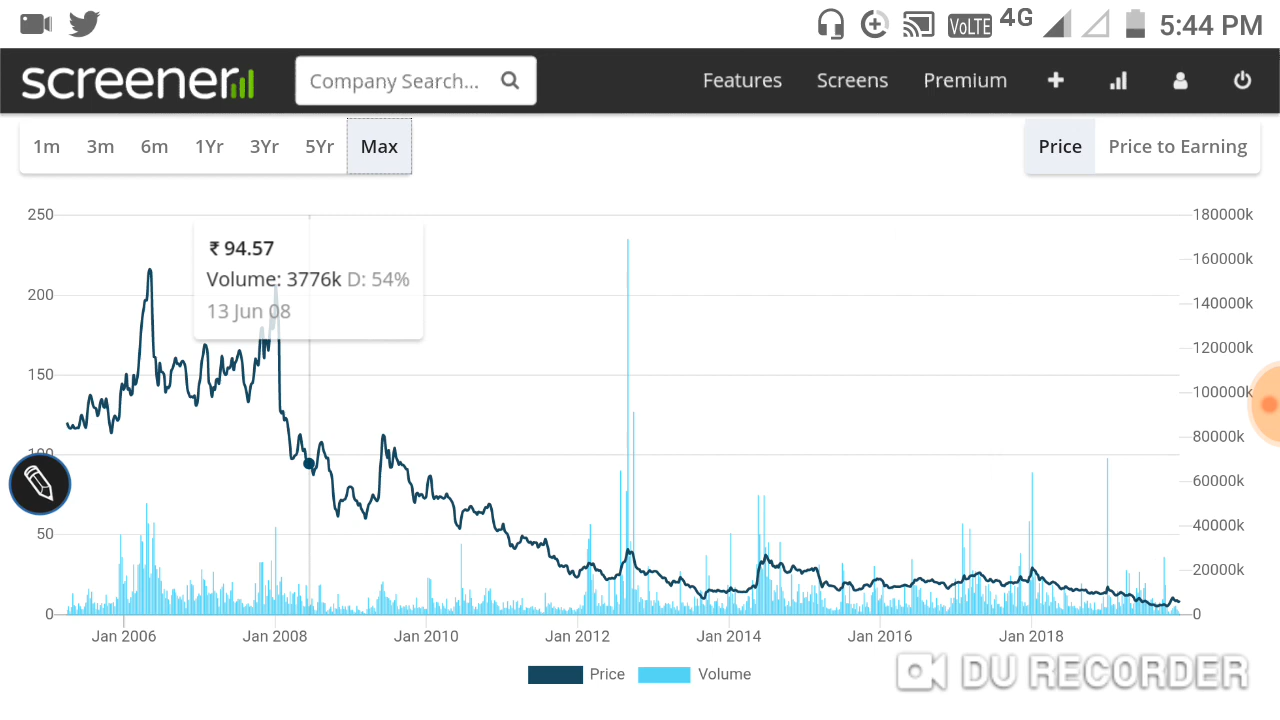 VoLTE 4G 5:44 PM
screener Company Search... Features Screens Premium
1m 3m 6m 1Yr 3Yr 5Yr Max Price Price to Earning
250 180000k
₹ 94.57
160000k
Volume: 3776k D: 54%
200 140000k
13 Jun 08
120000k
150 100000k
80000k
100
60000k
50 40000k
20000k
0 0
Jan 2006 Jan 2008 Jan 2010 Jan 2012 Jan 2014 Jan 2016 Jan 2018
Price Volume
DU RECORDER